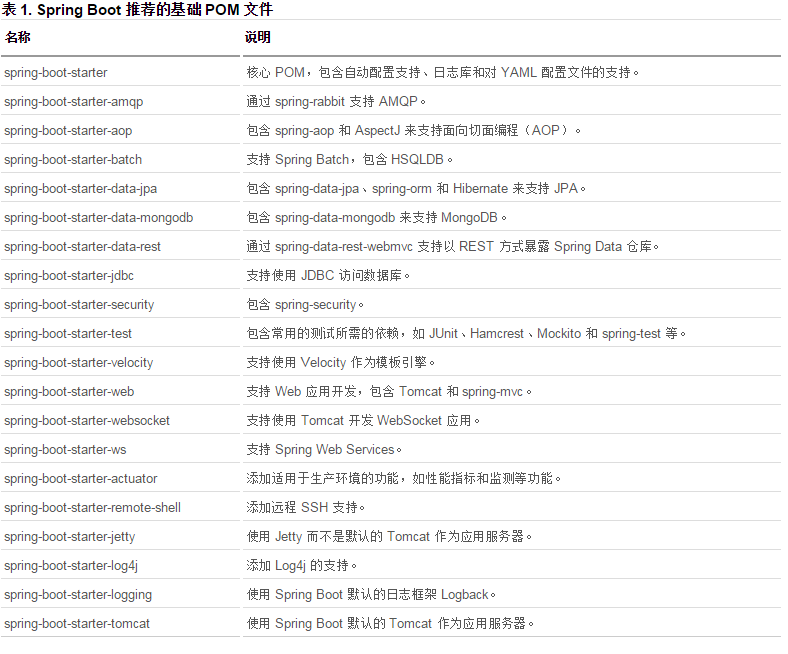 表 1. Spring Boot 推荐的基础 POM 文件
名称 说明
spring-boot-starter 核心 POM，包含自动配置支持、日志库和对 YAML 配置文件的支持。
spring-boot-starter-amqp 通过 spring-rabbit 支持 AMQP。
spring-boot-starter-aop 包含 spring-aop 和 AspectJ 来支持面向切面编程（AOP）。
spring-boot-starter-batch 支持 Spring Batch，包含 HSQLDB。
spring-boot-starter-data-jpa 包含 spring-data-jpa、spring-orm 和 Hibernate 来支持 JPA。
spring-boot-starter-data-mongodb 包含 spring-data-mongodb 来支持 MongoDB。
spring-boot-starter-data-rest 通过 spring-data-rest-webmvc 支持以 REST 方式暴露 Spring Data 仓库。
spring-boot-starter-jdbc 支持使用 JDBC 访问数据库。
spring-boot-starter-security 包含 spring-security。
spring-boot-starter-test 包含常用的测试所需的依赖，如 JUnit、Hamcrest、Mockito 和 spring-test 等。
spring-boot-starter-velocity 支持使用 Velocity 作为模板引擎。
spring-boot-starter-web 支持 Web 应用开发，包含 Tomcat 和 spring-mvc。
spring-boot-starter-websocket 支持使用 Tomcat 开发 WebSocket 应用。
spring-boot-starter-ws 支持 Spring Web Services。
spring-boot-starter-actuator 添加适用于生产环境的功能，如性能指标和监测等功能。
spring-boot-starter-remote-shell 添加远程 SSH 支持。
spring-boot-starter-jetty 使用 Jetty 而不是默认的 Tomcat 作为应用服务器。
spring-boot-starter-log4j 添加 Log4j 的支持。
spring-boot-starter-logging 使用 Spring Boot 默认的日志框架 Logback。
spring-boot-starter-tomcat 使用 Spring Boot 默认的 Tomcat 作为应用服务器。